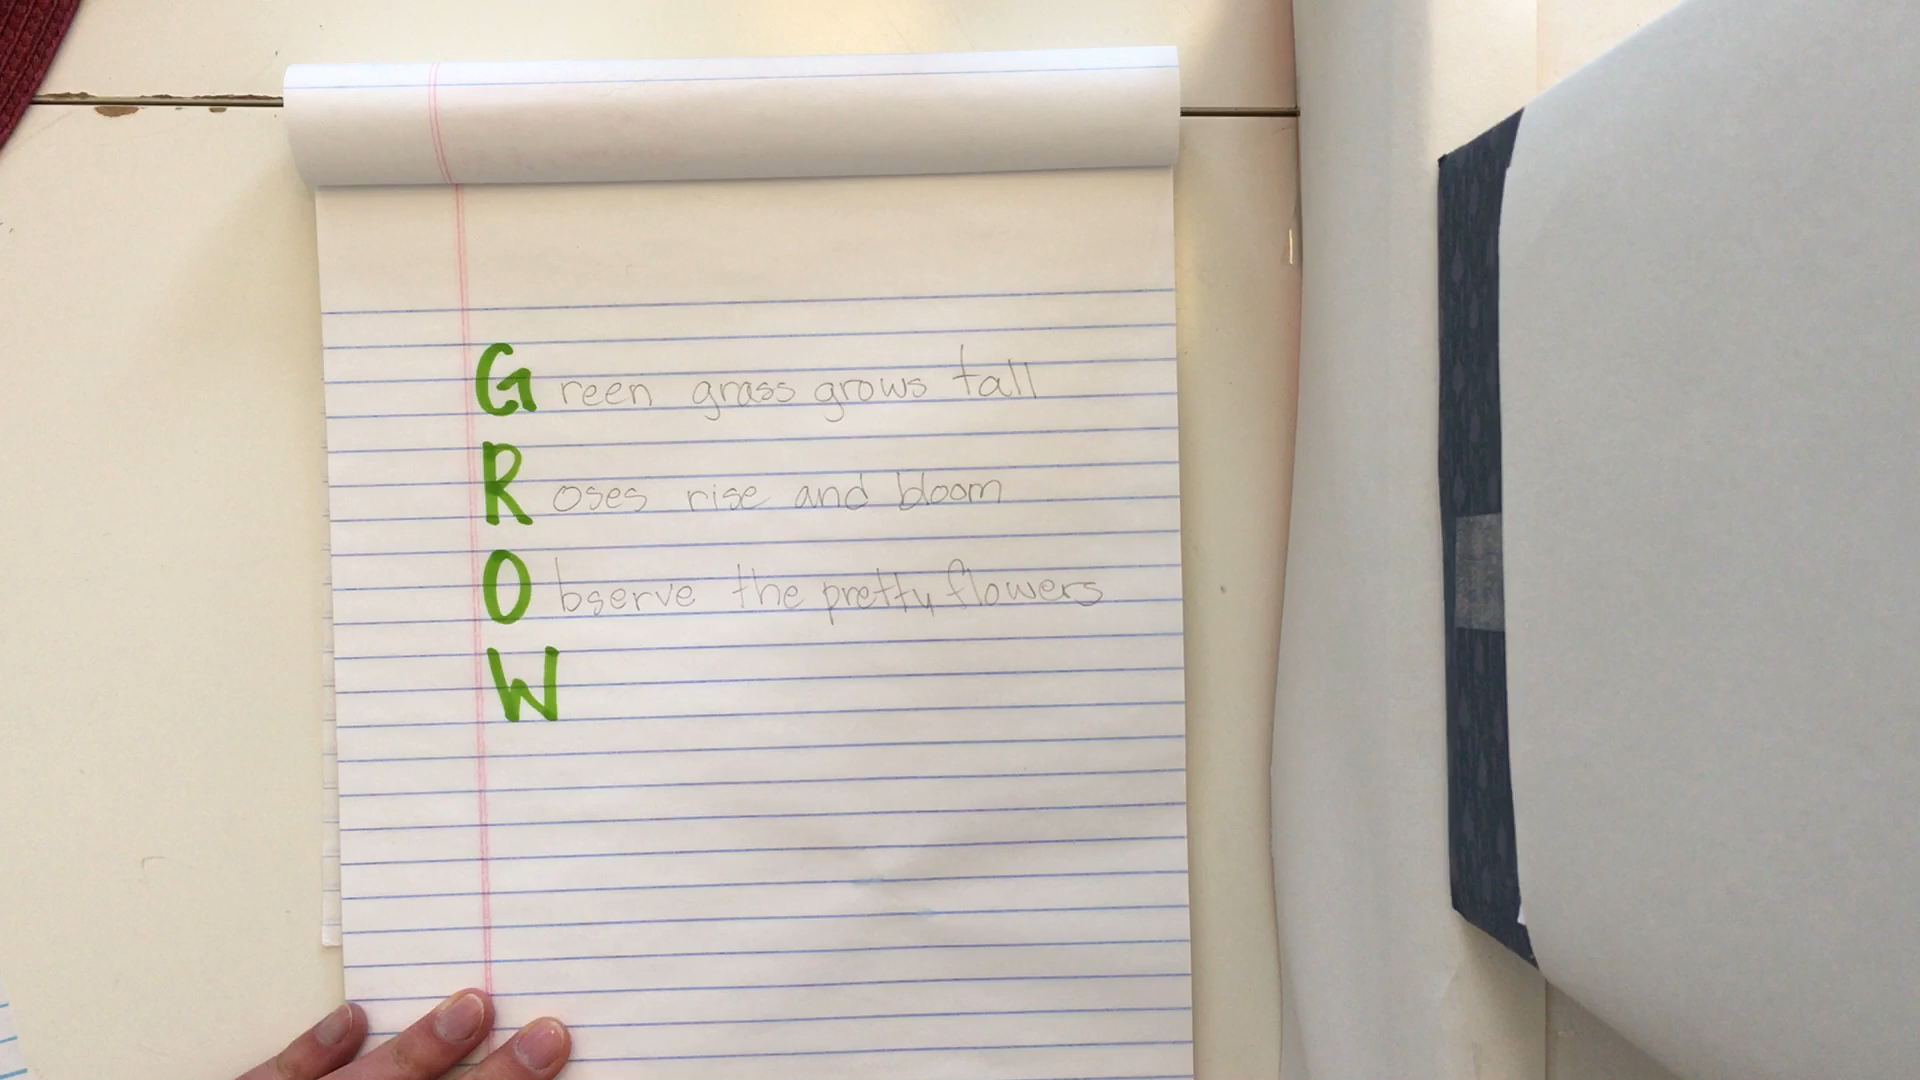 Green grass grows tall
Roses rise and bloom
Observe the pretty flowers
W